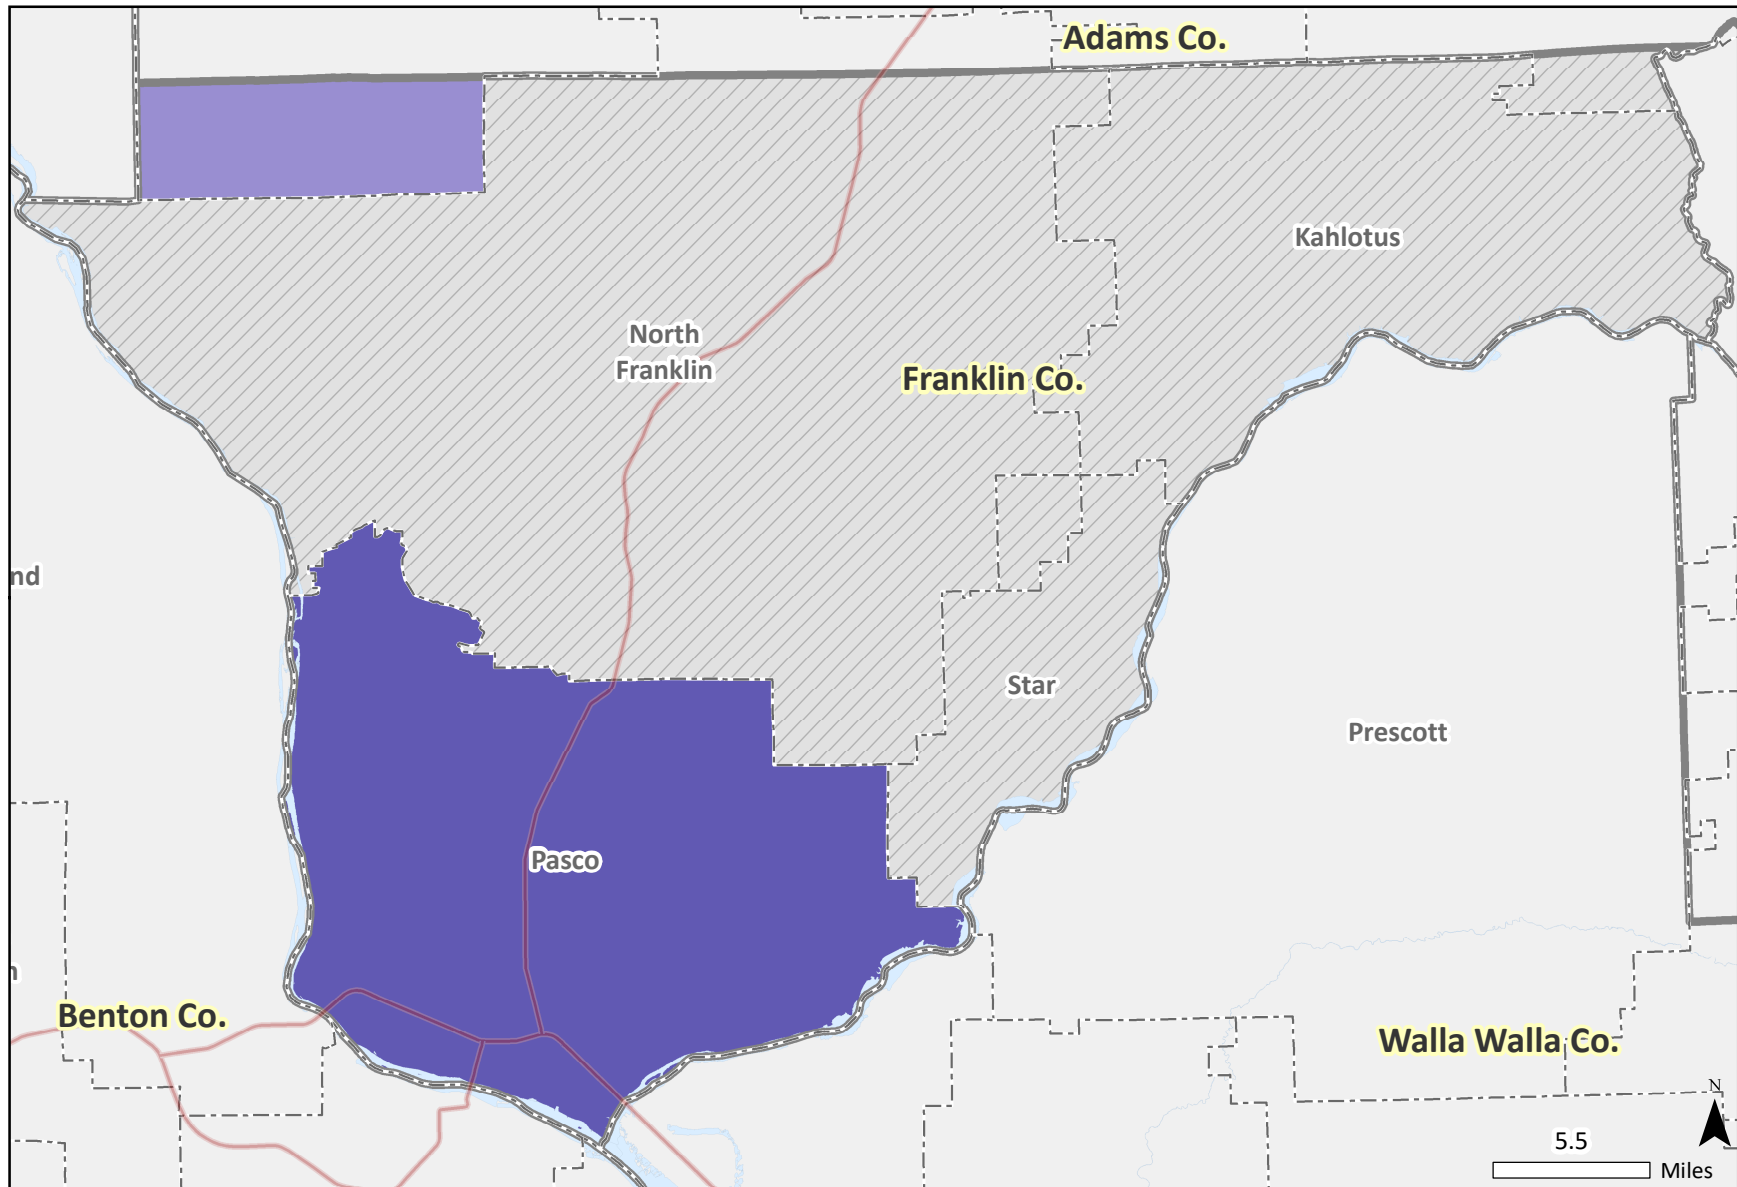 Adams Co.
Kahlotus
North
Franklin
Franklin Co.
nd
Star
Prescott
Pasco
Benton Co.
Walla Walla Co.
N
5.5
Miles